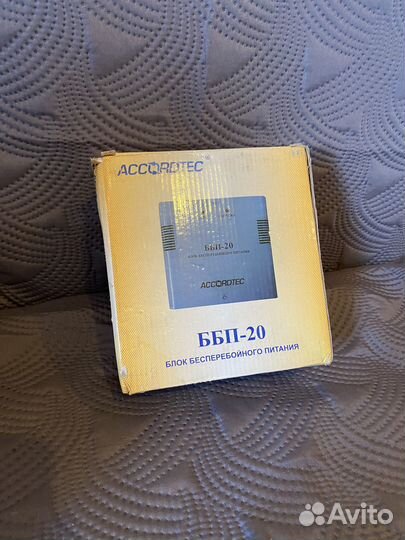 ACCORDTEC
ББП-20
БЛОК БЕСПЕРЕБОЙНОГО ПИТАНИЯ
ACCORDTEC
ББП-20
БЛОК БЕСПЕРЕБОЙНОГО ПИТАНИЯ
Avito